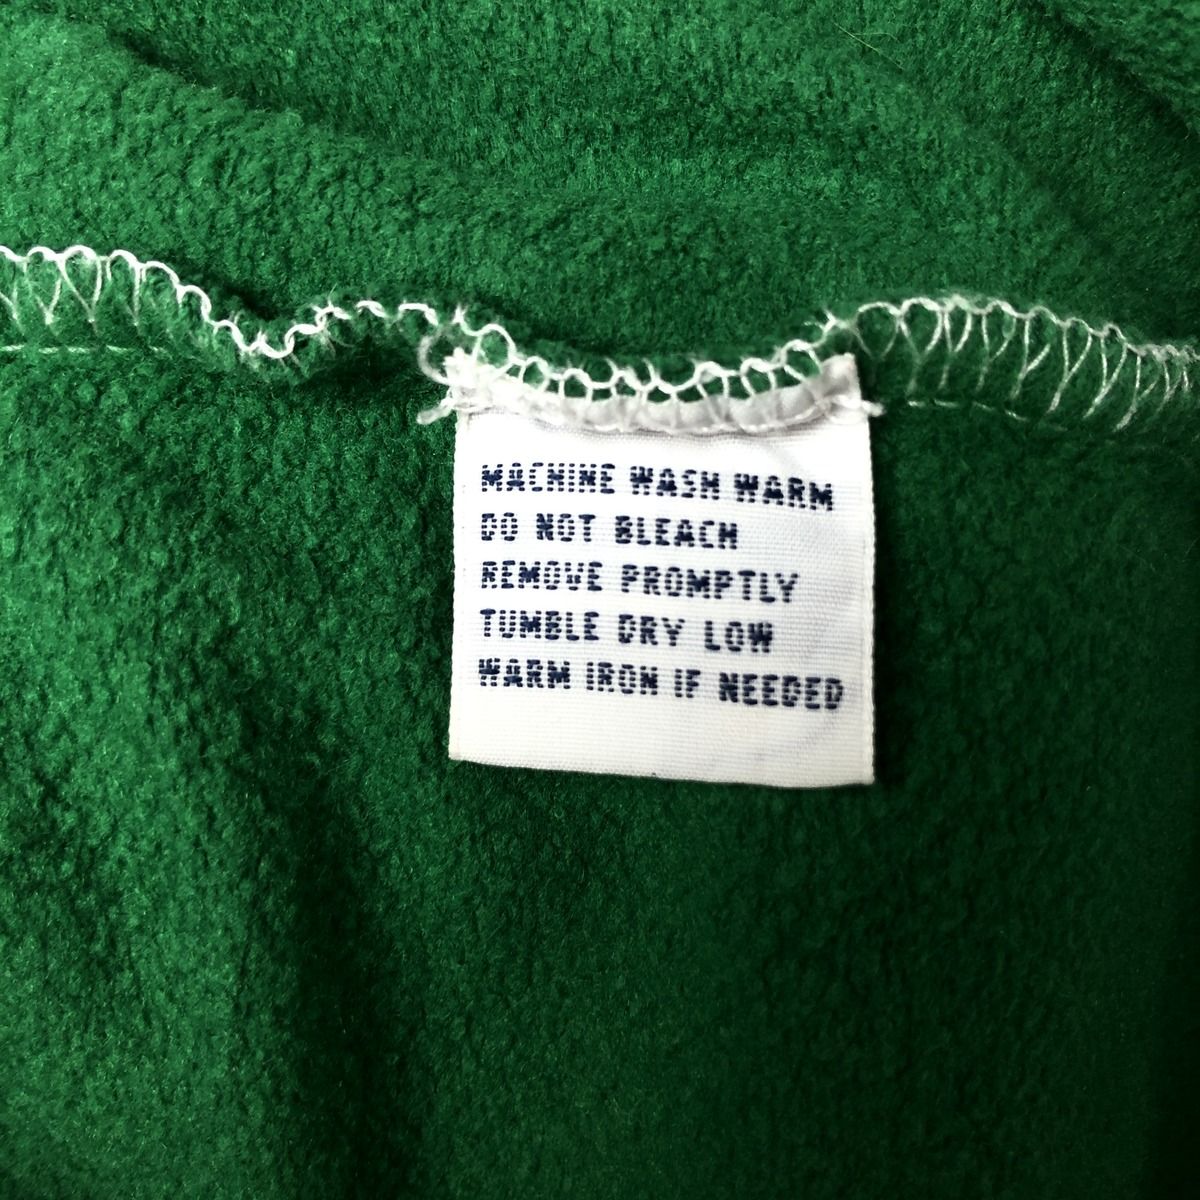 MACHINE WASH WARM
DO NOT BLEACH
REMOVE PROMPTLY
TUMBLE DRY LOW
WARM IRON IF NEEDED